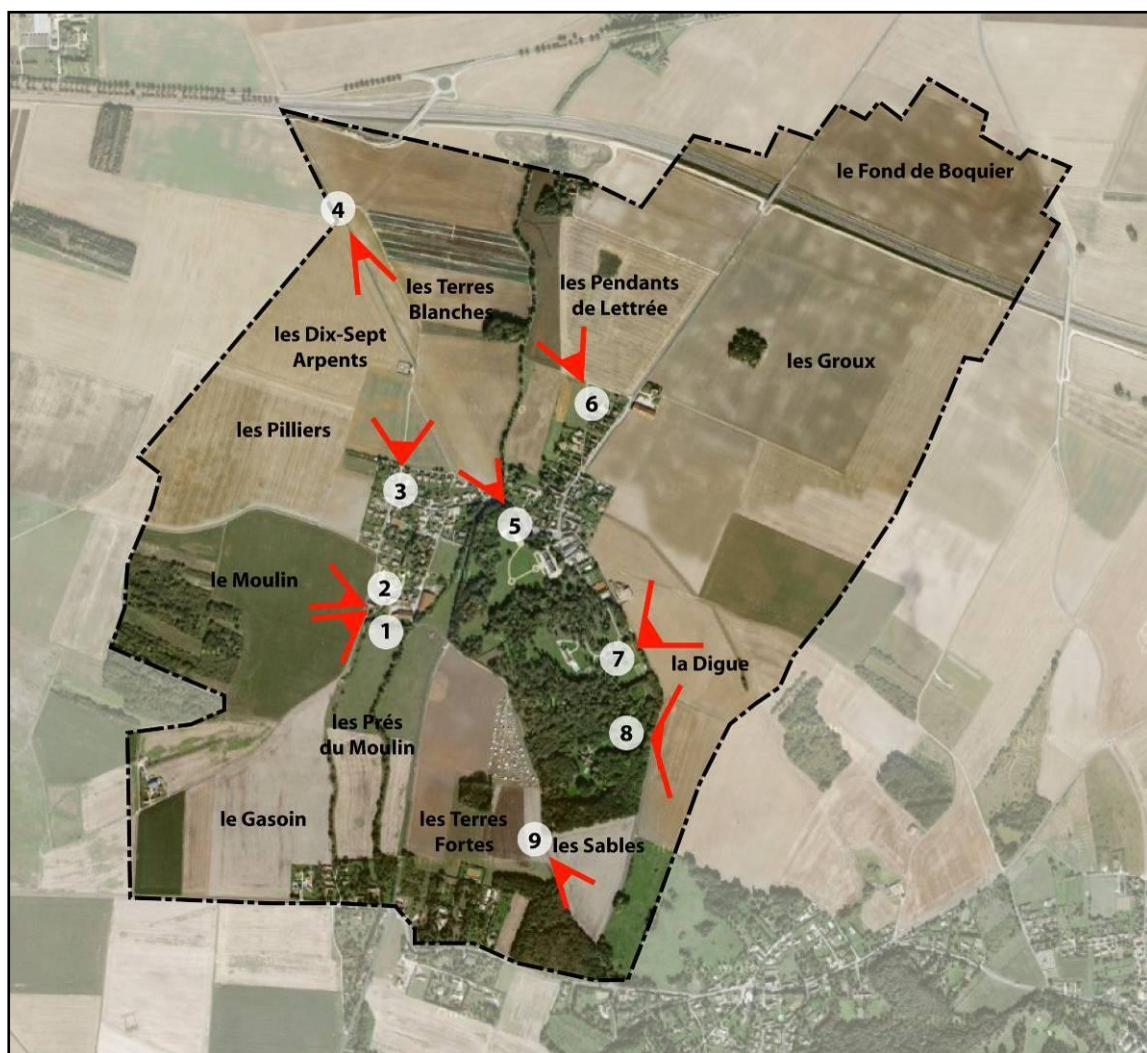 le Fond de Boquier
4
les Terres
Blanches
les Pendants
de Lettrée
les Dix-Sept
Arpents
les Groux
6
les Pilliers
3
5
le Moulin
2
1
7
la Digue
les Prés
du Moulin
8
le Gasoin
les Terres
Fortes
9
les Sables